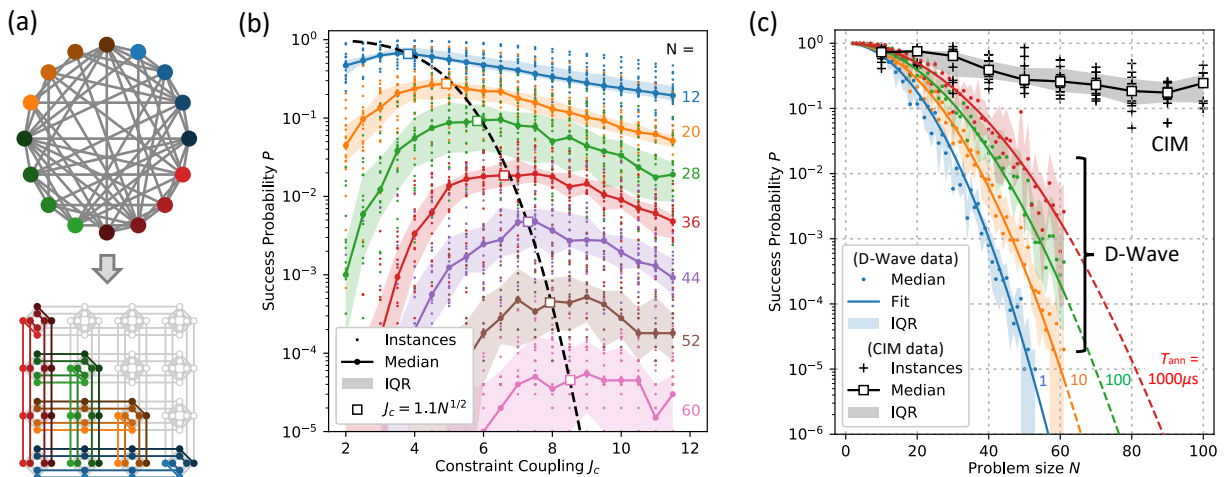 (a)
(b)
(c)
10⁰
10⁻¹
10⁻²
10⁻³
10⁻⁴
10⁻⁵
Success Probability P
N =
12
20
28
36
44
52
60
Instances
Median
IQR
J_c = 1.1N^{1/2}
2
4
6
8
10
12
Constraint Coupling J_c
10⁰
10⁻¹
10⁻²
10⁻³
10⁻⁴
10⁻⁵
10⁻⁶
Success Probability P
CIM
D-Wave
(D-Wave data)
Median
Fit
IQR
(CIM data)
Instances
Median
IQR
T_ann =
1
10
100
1000μs
0
20
40
60
80
100
Problem size N